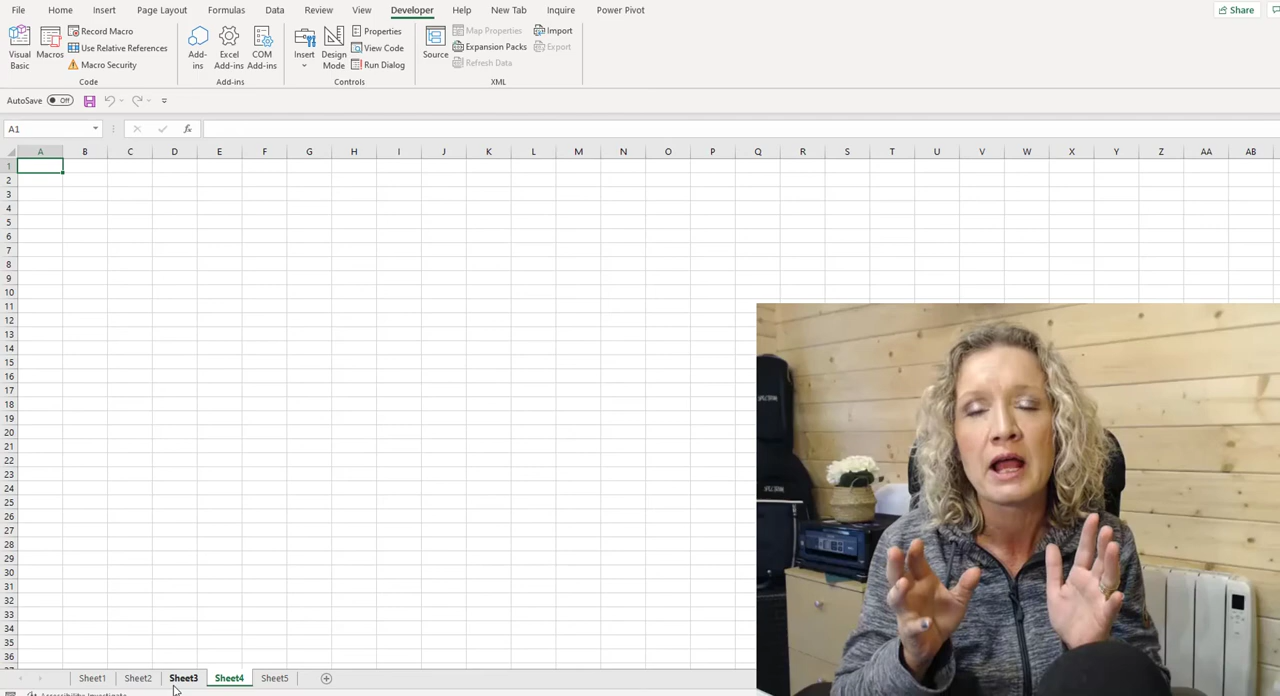 File Home Insert Page Layout Formulas Data Review View Developer Help New Tab Inquire Power Pivot Share
Visual Basic
Macros
Record Macro
Use Relative References
Macro Security
Code
Add-ins
Excel Add-ins
COM Add-ins
Add-ins
Insert
Design Mode
Properties
View Code
Run Dialog
Controls
Source
Map Properties
Expansion Packs
Refresh Data
Import
Export
XML
AutoSave Off
A1 fx
A B C D E F G H I J K L M N O P Q R S T U V W X Y Z AA AB
1
2
3
4
5
6
7
8
9
10
11
12
13
14
15
16
17
18
19
20
21
22
23
24
25
26
27
28
29
30
31
32
33
34
35
36
Sheet1 Sheet2 Sheet3 Sheet4 Sheet5